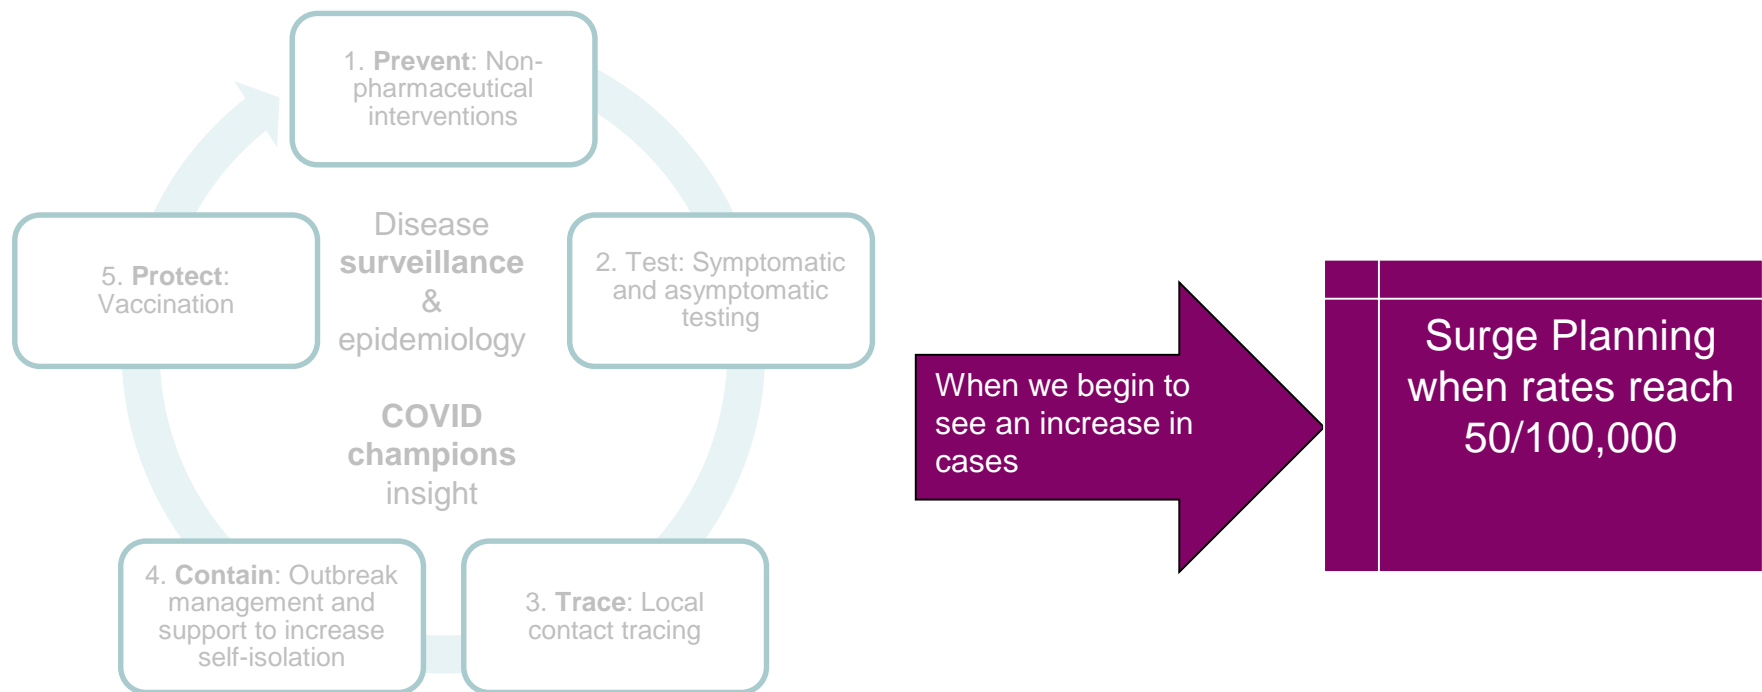 1. Prevent: Non-
pharmaceutical
interventions
Disease
surveillance
&
epidemiology
COVID
champions
insight
5. Protect:
Vaccination
2. Test: Symptomatic
and asymptomatic
testing
4. Contain: Outbreak
management and
support to increase
self-isolation
3. Trace: Local
contact tracing
When we begin to
see an increase in
cases
Surge Planning
when rates reach
50/100,000